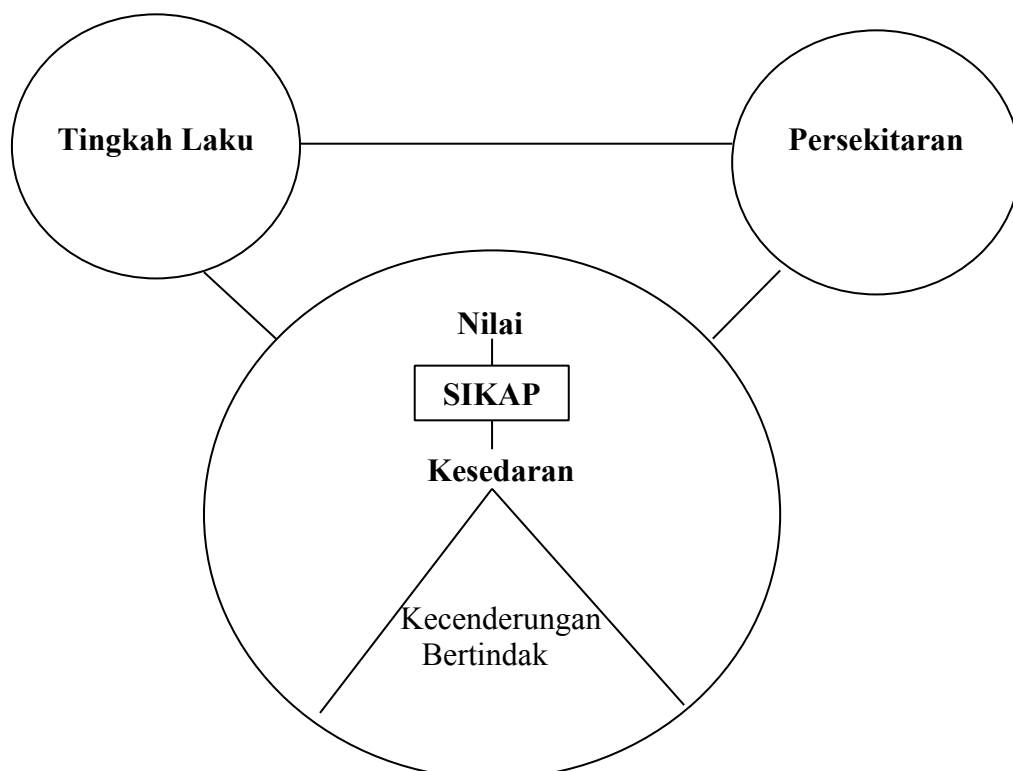 Tingkah Laku
Persekitaran
Nilai
SIKAP
Kesedaran
Kecenderungan
Bertindak